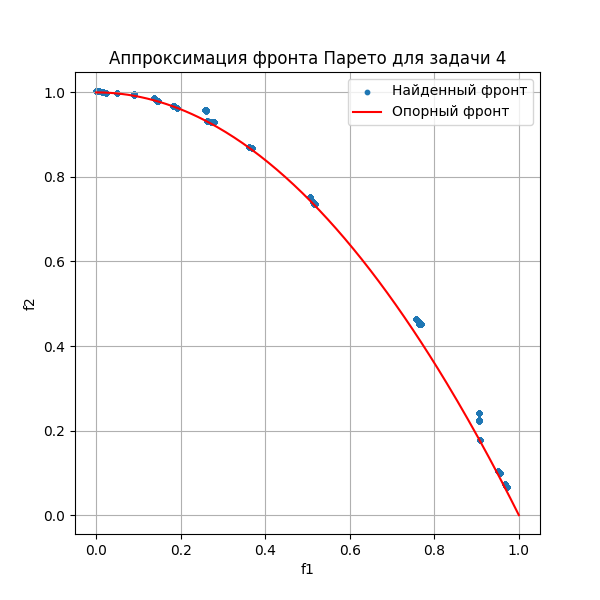 Аппроксимация фронта Парето для задачи 4
Найденный фронт
Опорный фронт
1.0
0.8
0.6
0.4
0.2
0.0
f2
0.0 0.2 0.4 0.6 0.8 1.0
f1